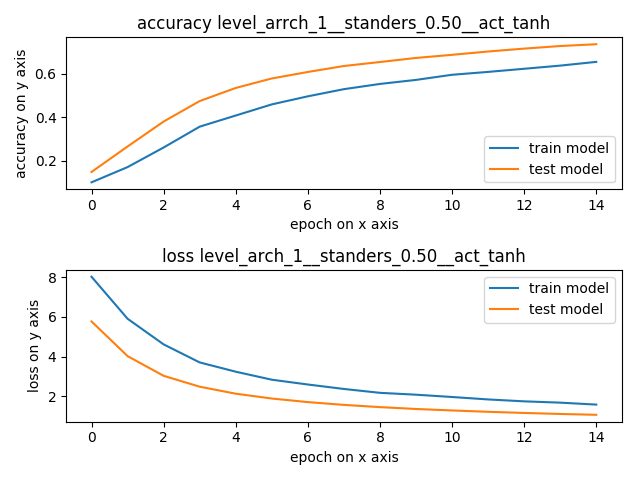 accuracy level_arrch_1__standers_0.50__act_tanh
accuracy on y axis
0.6
0.4
0.2
train model
test model
0 2 4 6 8 10 12 14
epoch on x axis
loss level_arch_1__standers_0.50__act_tanh
loss on y axis
8
6
4
2
train model
test model
0 2 4 6 8 10 12 14
epoch on x axis